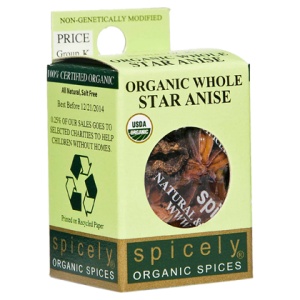 NON-GENETICALLY MODIFIED
PRICE
Group K
100% CERTIFIED ORGANIC
All Natural, Salt Free
Best Before 12/21/2014
0.25% OF OUR SALES GOES TO
SELECTED CHARITIES TO HELP
CHILDREN WITHOUT HOMES.
Printed on Recycled Paper
spicely
ORGANIC SPICES
ORGANIC WHOLE
STAR ANISE
USDA
ORGANIC
NATURAL &
spicely®
ORGANIC SPICES